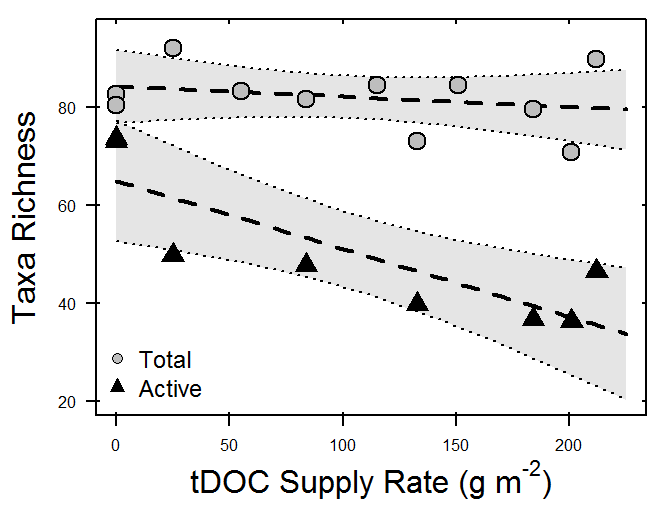 Taxa Richness
80
60
40
20
Total
Active
0 50 100 150 200
tDOC Supply Rate (g m⁻²)